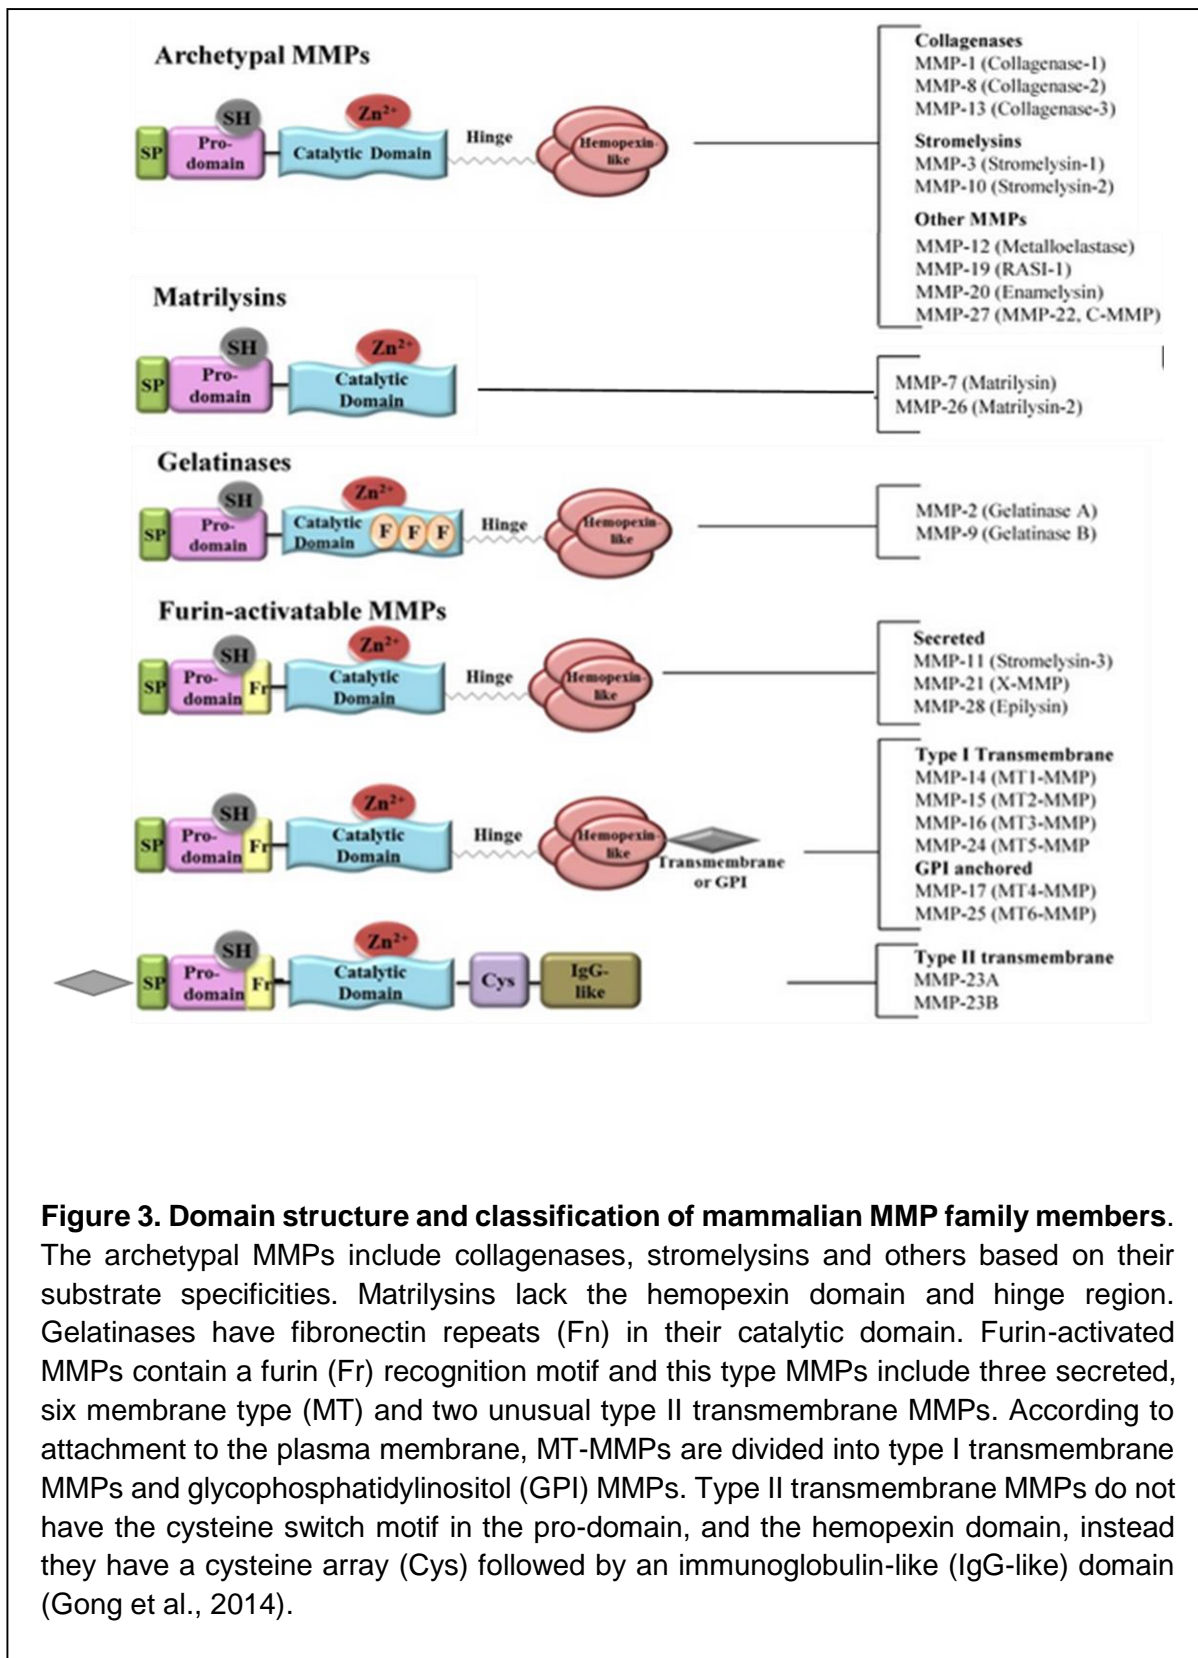 Archetypal MMPs
SP
Pro-
domain
SH
Catalytic Domain
Zn²⁺
Hinge
Hemopexin-
like
Collagenases
MMP-1 (Collagenase-1)
MMP-8 (Collagenase-2)
MMP-13 (Collagenase-3)
Stromelysins
MMP-3 (Stromelysin-1)
MMP-10 (Stromelysin-2)
Other MMPs
MMP-12 (Metalloelastase)
MMP-19 (RASI-1)
MMP-20 (Enamelysin)
MMP-27 (MMP-22, C-MMP)
Matrilysins
SP
Pro-
domain
SH
Catalytic
Domain
Zn²⁺
MMP-7 (Matrilysin)
MMP-26 (Matrilysin-2)
Gelatinases
SP
Pro-
domain
SH
Catalytic
Domain
F F F
Zn²⁺
Hinge
Hemopexin-
like
MMP-2 (Gelatinase A)
MMP-9 (Gelatinase B)
Furin-activatable MMPs
SP
Pro-
domain
SH
Fr
Catalytic
Domain
Zn²⁺
Hinge
Hemopexin-
like
Secreted
MMP-11 (Stromelysin-3)
MMP-21 (X-MMP)
MMP-28 (Epilysin)
SP
Pro-
domain
SH
Fr
Catalytic
Domain
Zn²⁺
Hinge
Hemopexin-
like
Transmembrane
or GPI
Type I Transmembrane
MMP-14 (MT1-MMP)
MMP-15 (MT2-MMP)
MMP-16 (MT3-MMP)
MMP-24 (MT5-MMP
GPI anchored
MMP-17 (MT4-MMP)
MMP-25 (MT6-MMP)
SP
Pro-
domain
SH
Fr
Catalytic
Domain
Zn²⁺
Cys
IgG-
like
Type II transmembrane
MMP-23A
MMP-23B
Figure 3. Domain structure and classification of mammalian MMP family members.
The archetypal MMPs include collagenases, stromelysins and others based on their
substrate specificities. Matrilysins lack the hemopexin domain and hinge region.
Gelatinases have fibronectin repeats (Fn) in their catalytic domain. Furin-activated
MMPs contain a furin (Fr) recognition motif and this type MMPs include three secreted,
six membrane type (MT) and two unusual type II transmembrane MMPs. According to
attachment to the plasma membrane, MT-MMPs are divided into type I transmembrane
MMPs and glycophosphatidylinositol (GPI) MMPs. Type II transmembrane MMPs do not
have the cysteine switch motif in the pro-domain, and the hemopexin domain, instead
they have a cysteine array (Cys) followed by an immunoglobulin-like (IgG-like) domain
(Gong et al., 2014).